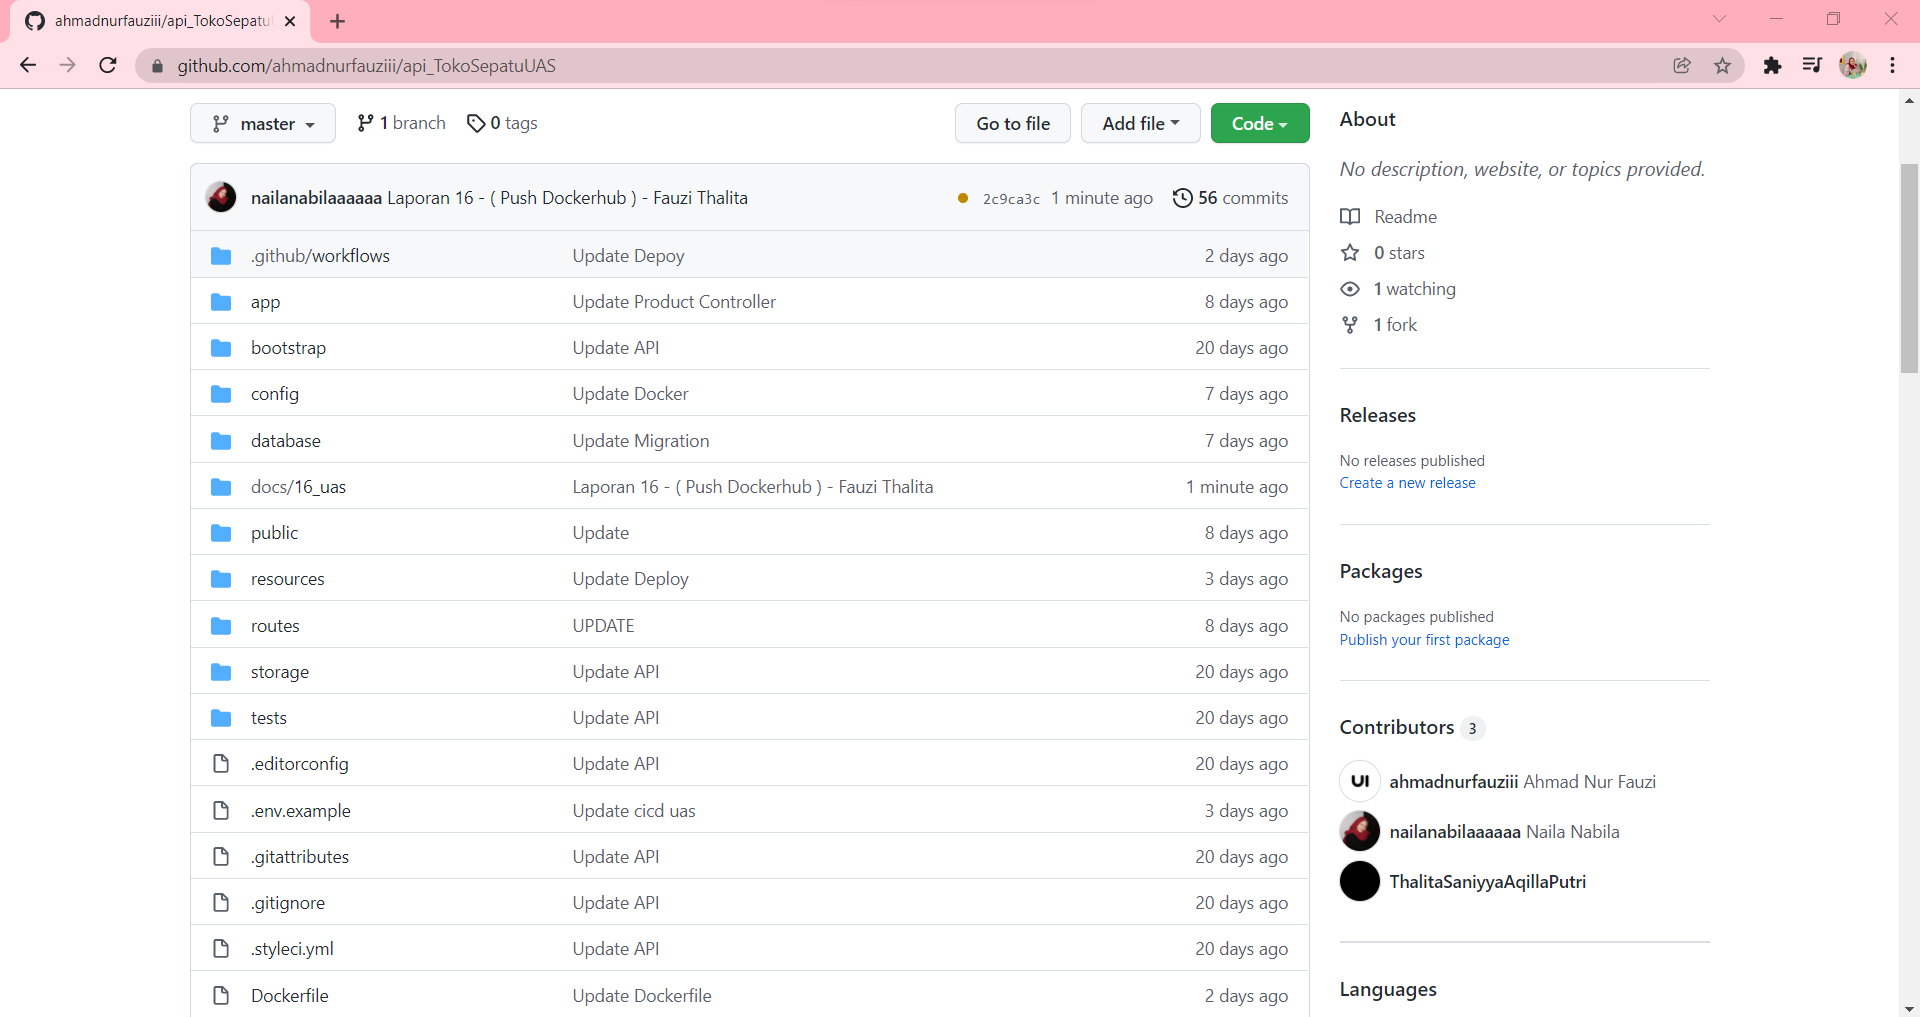 ahmadnurfauziii/api_TokoSepatu
github.com/ahmadnurfauziii/api_TokoSepatuUAS
master 1 branch 0 tags Go to file Add file Code
nailanabilaaaaaa Laporan 16 - ( Push Dockerhub ) - Fauzi Thalita 2c9ca3c 1 minute ago 56 commits
.github/workflows Update Depoy 2 days ago
app Update Product Controller 8 days ago
bootstrap Update API 20 days ago
config Update Docker 7 days ago
database Update Migration 7 days ago
docs/16_uas Laporan 16 - ( Push Dockerhub ) - Fauzi Thalita 1 minute ago
public Update 8 days ago
resources Update Deploy 3 days ago
routes UPDATE 8 days ago
storage Update API 20 days ago
tests Update API 20 days ago
.editorconfig Update API 20 days ago
.env.example Update cicd uas 3 days ago
.gitattributes Update API 20 days ago
.gitignore Update API 20 days ago
.styleci.yml Update API 20 days ago
Dockerfile Update Dockerfile 2 days ago
About
No description, website, or topics provided.
Readme
0 stars
1 watching
1 fork
Releases
No releases published
Create a new release
Packages
No packages published
Publish your first package
Contributors 3
UI ahmadnurfauziii Ahmad Nur Fauzi
nailanabilaaaaaa Naila Nabila
ThalitaSaniyyaAqillaPutri
Languages